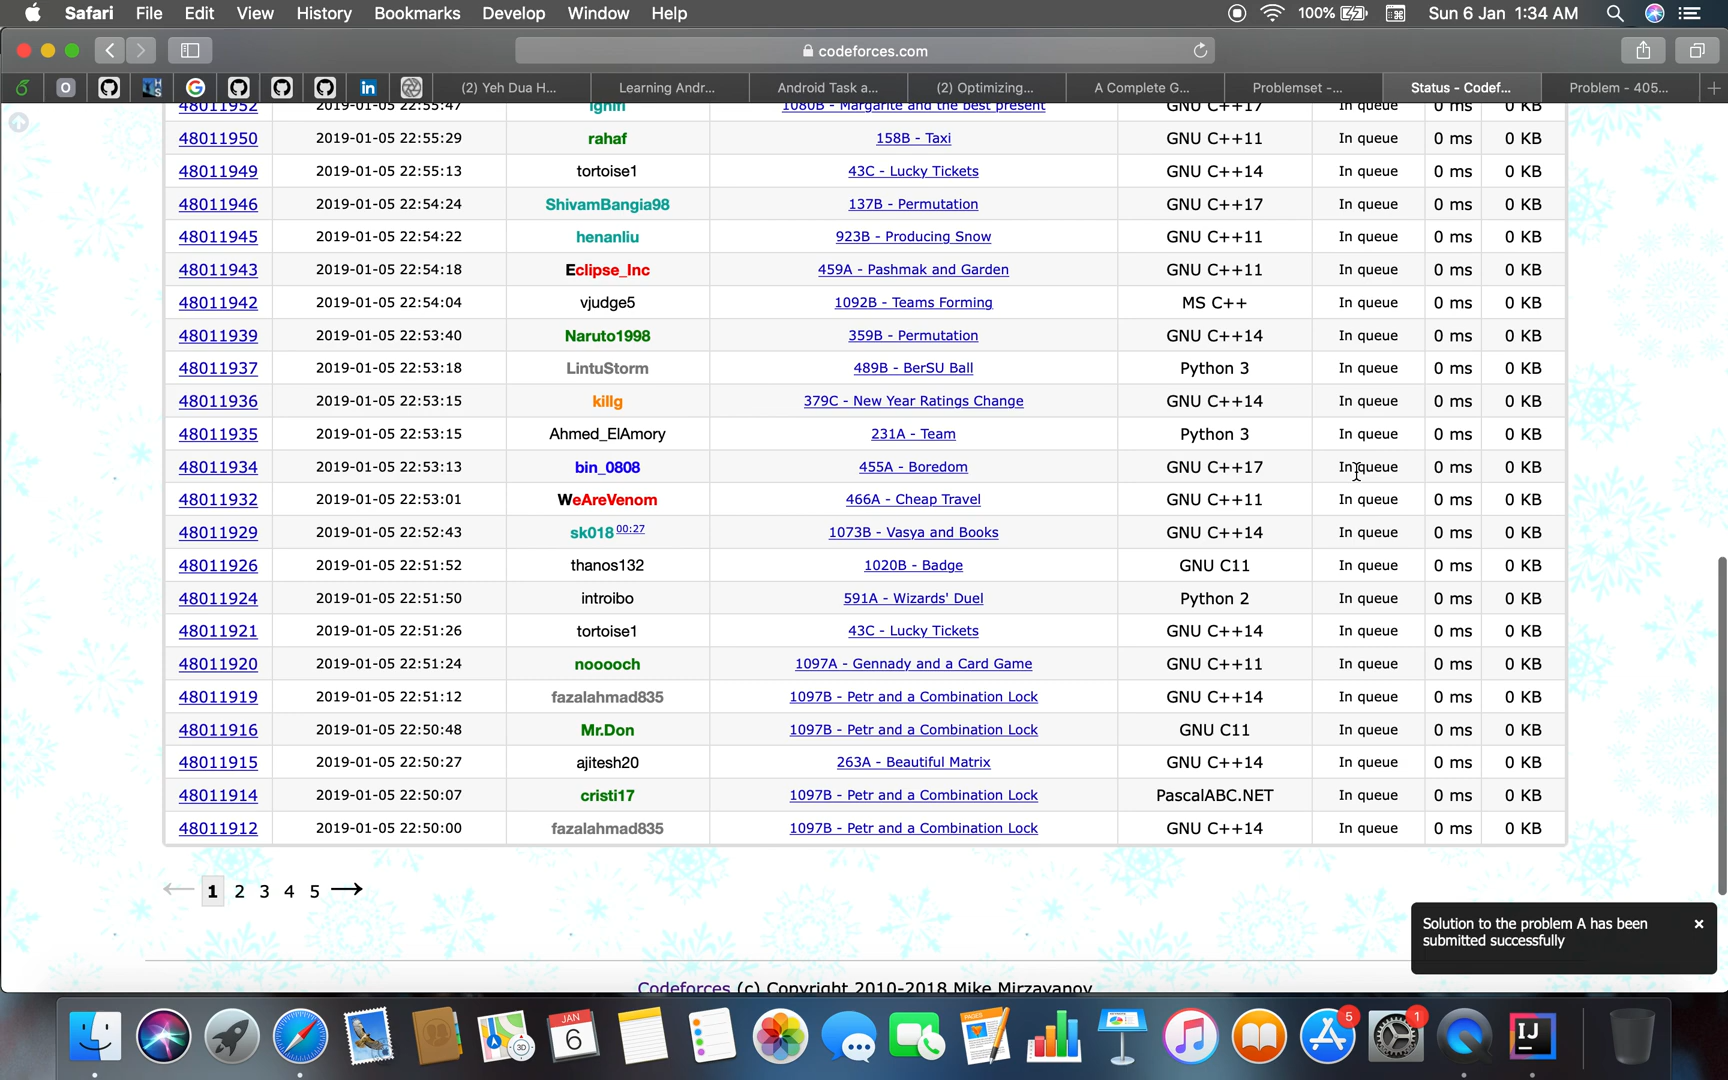 Safari File Edit View History Bookmarks Develop Window Help 100% Sun 6 Jan 1:34 AM
codeforces.com
(2) Yeh Dua H... Learning Andr... Android Task a... (2) Optimizing... A Complete G... Problemset -... Status - Codef... Problem - 405...
48011952 2019-01-05 22:55:47 1080B - Margarite and the best present GNU C++17 In queue 0 ms 0 KB
48011950 2019-01-05 22:55:29 rahaf 158B - Taxi GNU C++11 In queue 0 ms 0 KB
48011949 2019-01-05 22:55:13 tortoise1 43C - Lucky Tickets GNU C++14 In queue 0 ms 0 KB
48011946 2019-01-05 22:54:24 ShivamBangia98 137B - Permutation GNU C++17 In queue 0 ms 0 KB
48011945 2019-01-05 22:54:22 henanliu 923B - Producing Snow GNU C++11 In queue 0 ms 0 KB
48011943 2019-01-05 22:54:18 Eclipse_Inc 459A - Pashmak and Garden GNU C++11 In queue 0 ms 0 KB
48011942 2019-01-05 22:54:04 vjudge5 1092B - Teams Forming MS C++ In queue 0 ms 0 KB
48011939 2019-01-05 22:53:40 Naruto1998 359B - Permutation GNU C++14 In queue 0 ms 0 KB
48011937 2019-01-05 22:53:18 LintuStorm 489B - BerSU Ball Python 3 In queue 0 ms 0 KB
48011936 2019-01-05 22:53:15 killg 379C - New Year Ratings Change GNU C++14 In queue 0 ms 0 KB
48011935 2019-01-05 22:53:15 Ahmed_ElAmory 231A - Team Python 3 In queue 0 ms 0 KB
48011934 2019-01-05 22:53:13 bin_0808 455A - Boredom GNU C++17 In queue 0 ms 0 KB
48011932 2019-01-05 22:53:01 WeAreVenom 466A - Cheap Travel GNU C++11 In queue 0 ms 0 KB
48011929 2019-01-05 22:52:43 sk018 00:27 1073B - Vasya and Books GNU C++14 In queue 0 ms 0 KB
48011926 2019-01-05 22:51:52 thanos132 1020B - Badge GNU C11 In queue 0 ms 0 KB
48011924 2019-01-05 22:51:50 introibo 591A - Wizards' Duel Python 2 In queue 0 ms 0 KB
48011921 2019-01-05 22:51:26 tortoise1 43C - Lucky Tickets GNU C++14 In queue 0 ms 0 KB
48011920 2019-01-05 22:51:24 nooooch 1097A - Gennady and a Card Game GNU C++11 In queue 0 ms 0 KB
48011919 2019-01-05 22:51:12 fazalahmad835 1097B - Petr and a Combination Lock GNU C++14 In queue 0 ms 0 KB
48011916 2019-01-05 22:50:48 Mr.Don 1097B - Petr and a Combination Lock GNU C11 In queue 0 ms 0 KB
48011915 2019-01-05 22:50:27 ajitesh20 263A - Beautiful Matrix GNU C++14 In queue 0 ms 0 KB
48011914 2019-01-05 22:50:07 cristi17 1097B - Petr and a Combination Lock PascalABC.NET In queue 0 ms 0 KB
48011912 2019-01-05 22:50:00 fazalahmad835 1097B - Petr and a Combination Lock GNU C++14 In queue 0 ms 0 KB
← 1 2 3 4 5 →
Solution to the problem A has been
submitted successfully
Codeforces (c) Copyright 2010-2018 Mike Mirzayanov
JAN
6
3D
5
1
IJ